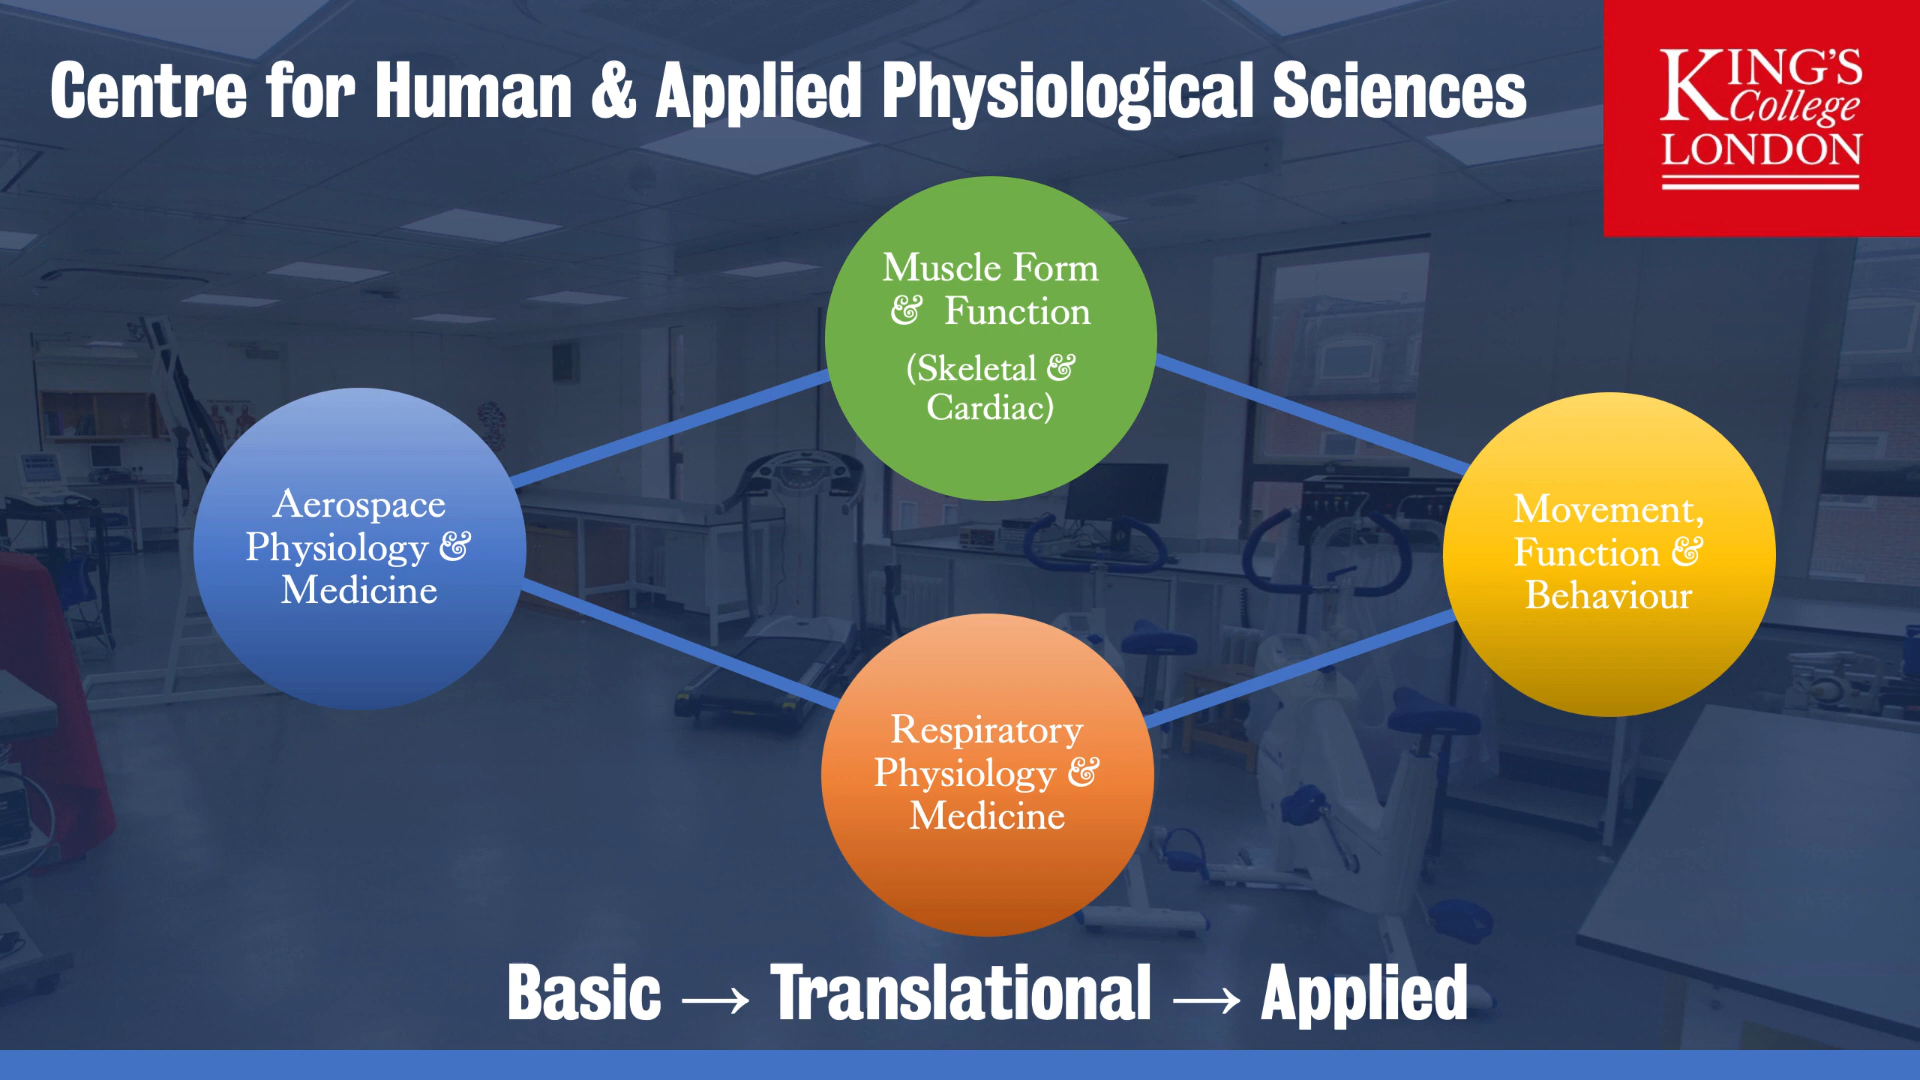 Centre for Human & Applied Physiological Sciences
KING'S
College
LONDON
Muscle Form
& Function
(Skeletal &
Cardiac)
Aerospace
Physiology &
Medicine
Movement,
Function &
Behaviour
Respiratory
Physiology &
Medicine
Basic → Translational → Applied